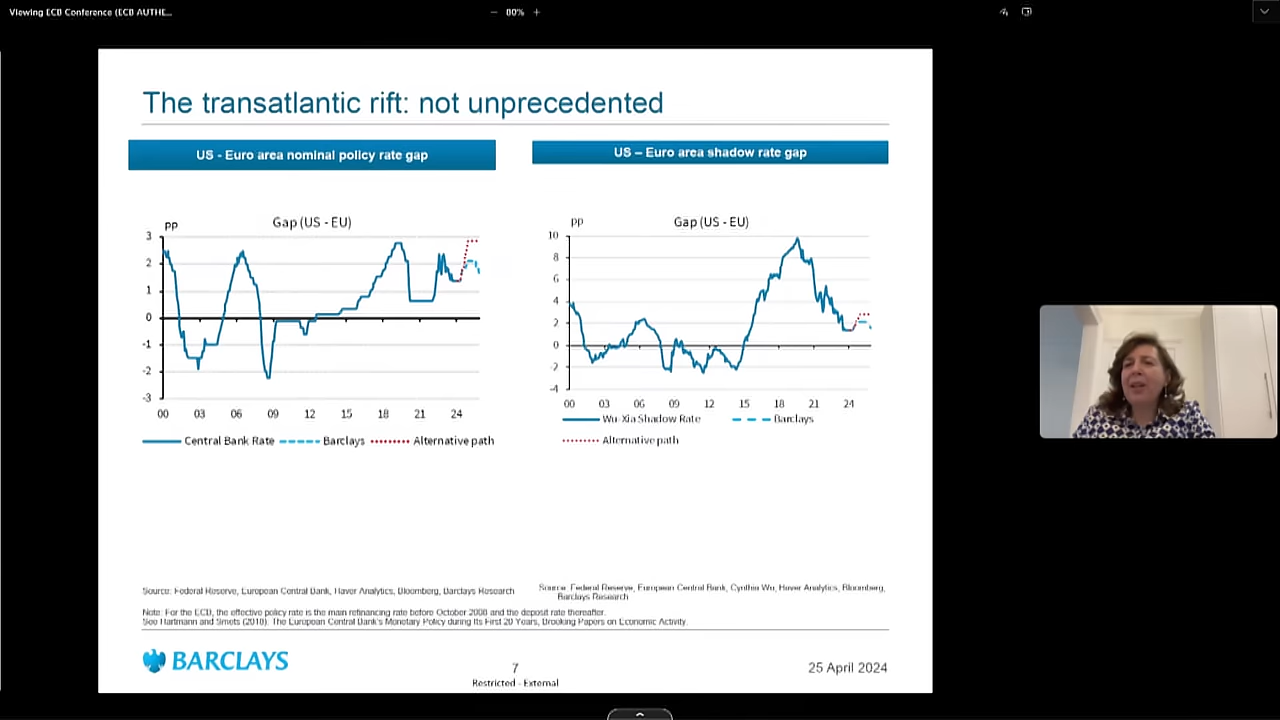 Viewing ECB Conference (ECB AUTHE...
− 80% +
The transatlantic rift: not unprecedented
US - Euro area nominal policy rate gap
US – Euro area shadow rate gap
pp
Gap (US - EU)
3
2
1
0
-1
-2
-3
00 03 06 09 12 15 18 21 24
Central Bank Rate Barclays Alternative path
pp
Gap (US - EU)
10
8
6
4
2
0
-2
-4
00 03 06 09 12 15 18 21 24
Wu-Xia Shadow Rate Barclays
Alternative path
Source: Federal Reserve, European Central Bank, Haver Analytics, Bloomberg, Barclays Research
Source: Federal Reserve, European Central Bank, Cynthia Wu, Haver Analytics, Bloomberg,
Barclays Research
Note: For the ECB, the effective policy rate is the main refinancing rate before October 2008 and the deposit rate thereafter.
See Hartmann and Smets (2018). The European Central Bank's Monetary Policy during Its First 20 Years, Brooking Papers on Economic Activity.
BARCLAYS
7
Restricted - External
25 April 2024